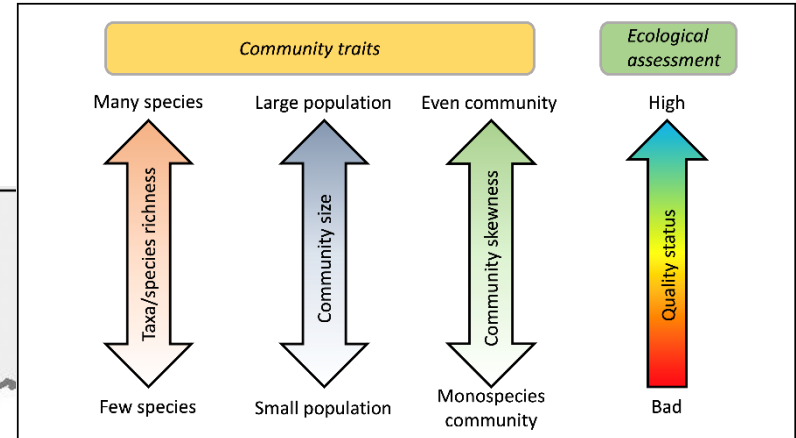 Community traits
Ecological
assessment
Many species
Large population
Even community
High
Taxa/species richness
Community size
Community skewness
Quality status
Few species
Small population
Monospecies
community
Bad